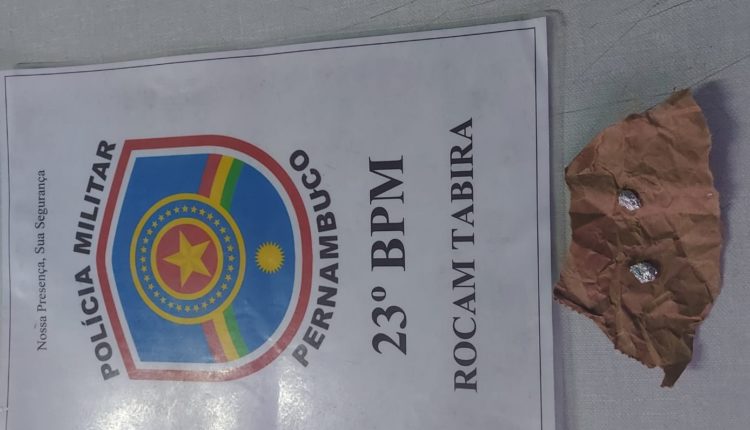 Nossa Presença, Sua Segurança
POLÍCIA MILITAR
PERNAMBUCO
23º BPM
ROCAM TABIRA